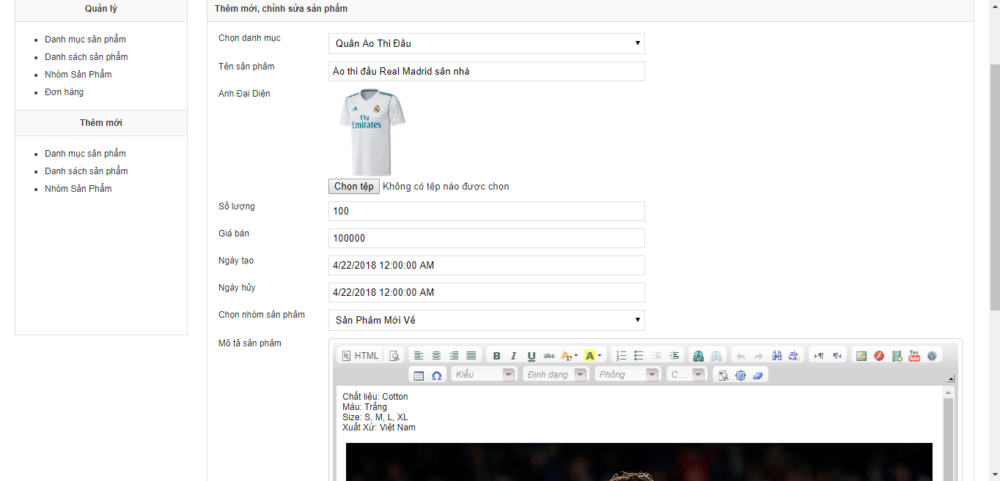 Quản lý
Danh mục sản phẩm
Danh sách sản phẩm
Nhóm Sản Phẩm
Đơn hàng
Thêm mới
Danh mục sản phẩm
Danh sách sản phẩm
Nhóm Sản Phẩm
Thêm mới, chỉnh sửa sản phẩm
Chọn danh mục
Quần Áo Thi Đấu
Tên sản phẩm
Áo thi đấu Real Madrid sân nhà
Ảnh Đại Diện
Fly
Emirates
Chọn tệp Không có tệp nào được chọn
Số lượng
100
Giá bán
100000
Ngày tạo
4/22/2018 12:00:00 AM
Ngày hủy
4/22/2018 12:00:00 AM
Chọn nhóm sản phẩm
Sản Phẩm Mới Về
Mô tả sản phẩm
HTML B I U abc A A You Tube
Kiểu Định dạng Phông C...
Chất liệu: Cotton
Màu: Trắng
Size: S, M, L, XL
Xuất Xứ: Việt Nam